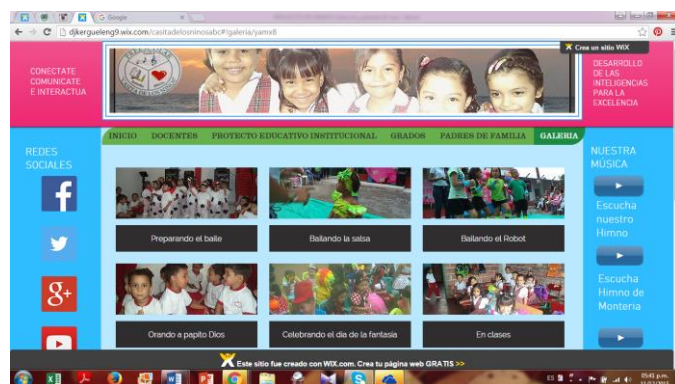 Google
djkergueleng9.wix.com/casitadelosninosabc#!galeria/yamx8
Crea un sitio WiX
CONECTATE
COMUNICATE
E INTERACTUA
DESARROLLO
DE LAS
INTELIGENCIAS
PARA LA
EXCELENCIA
INICIO DOCENTES PROYECTO EDUCATIVO INSTITUCIONAL GRADOS PADRES DE FAMILIA GALERIA
REDES
SOCIALES
NUESTRA
MÚSICA
Escucha
nuestro
Himno
Preparando el baile
Bailando la salsa
Bailando el Robot
Escucha
Himno de
Monteria
Orando a papito Dios
Celebrando el dia de la fantasia
En clases
Este sitio fue creado con WIX.com. Crea tu página web GRATIS >>
ES
05:41 p.m.